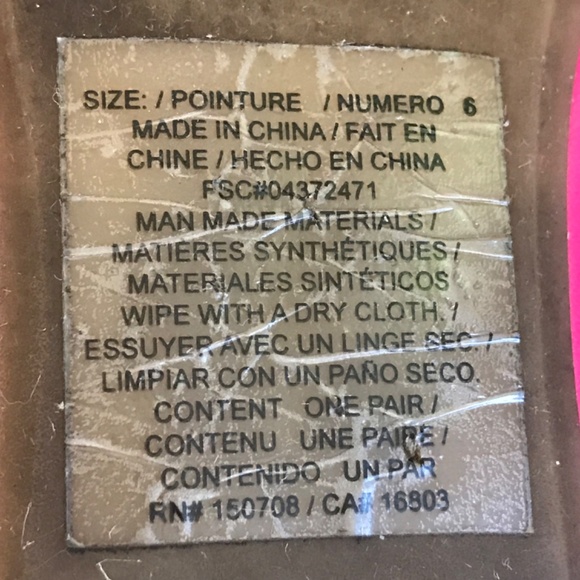 SIZE: / POINTURE / NUMERO 6
MADE IN CHINA / FAIT EN
CHINE / HECHO EN CHINA
FSC#04372471
MAN MADE MATERIALS /
MATIÈRES SYNTHÉTIQUES /
MATERIALES SINTÉTICOS
WIPE WITH A DRY CLOTH. /
ESSUYER AVEC UN LINGE SEC. /
LIMPIAR CON UN PAÑO SECO.
CONTENT ONE PAIR /
CONTENU UNE PAIRE /
CONTENIDO UN PAR
RN# 150708 / CA# 16903